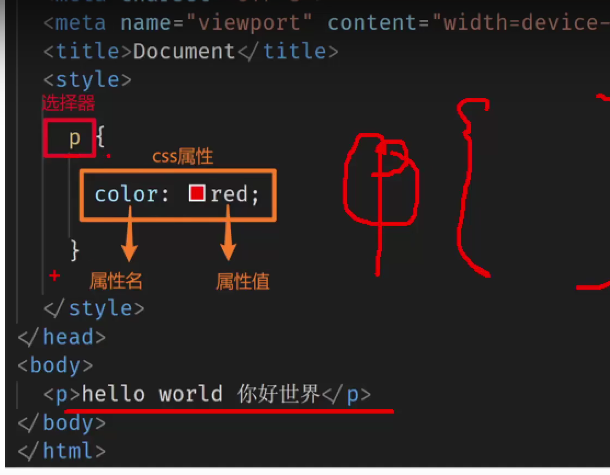 <meta name="viewport" content="width=device-
<title>Document</title>
<style>
选择器
p {
css属性
color: red;
属性名 属性值
}
</style>
</head>
<body>
<p>hello world 你好世界</p>
</body>
</html>